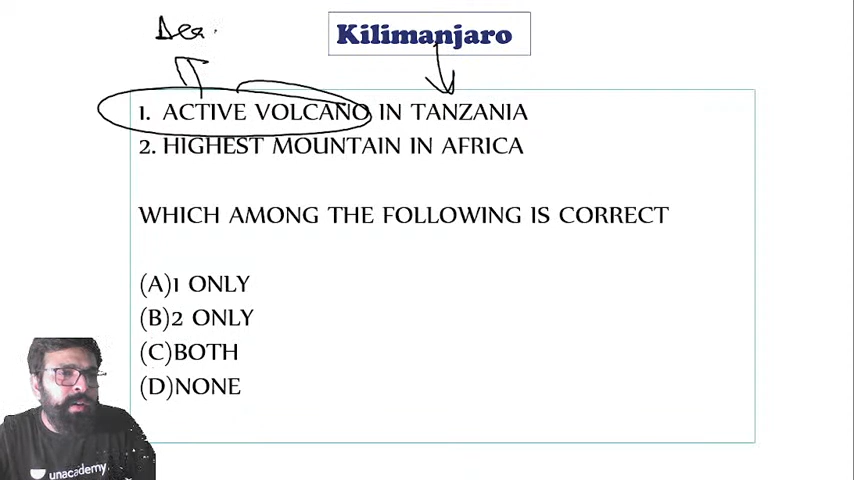 Kilimanjaro
1. ACTIVE VOLCANO IN TANZANIA
2. HIGHEST MOUNTAIN IN AFRICA
WHICH AMONG THE FOLLOWING IS CORRECT
(A)1 ONLY
(B)2 ONLY
(C)BOTH
(D)NONE
unacademy